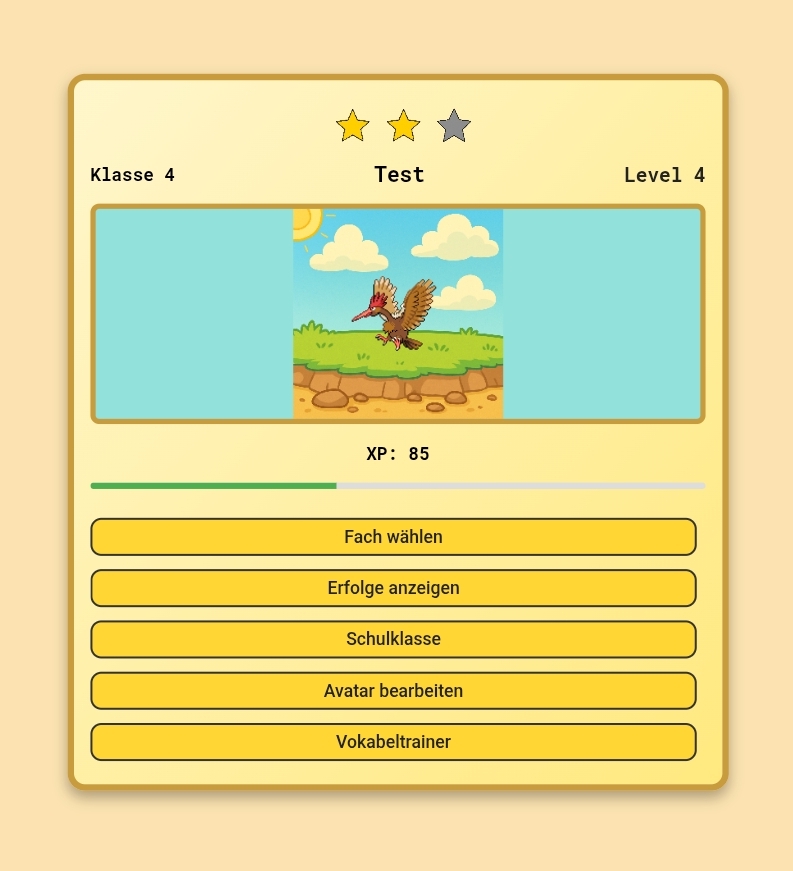 Klasse 4 Test Level 4
XP: 85
Fach wählen
Erfolge anzeigen
Schulklasse
Avatar bearbeiten
Vokabeltrainer